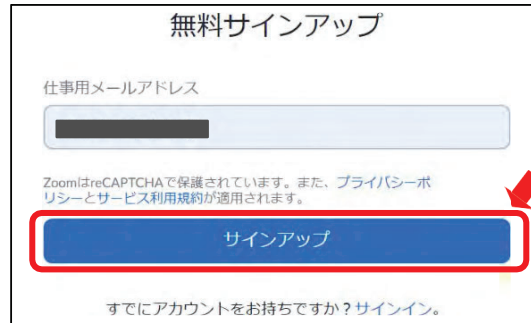 無料サインアップ
仕事用メールアドレス
ZoomはreCAPTCHAで保護されています。また、プライバシーポ
リシーとサービス利用規約が適用されます。
サインアップ
すでにアカウントをお持ちですか？サインイン。